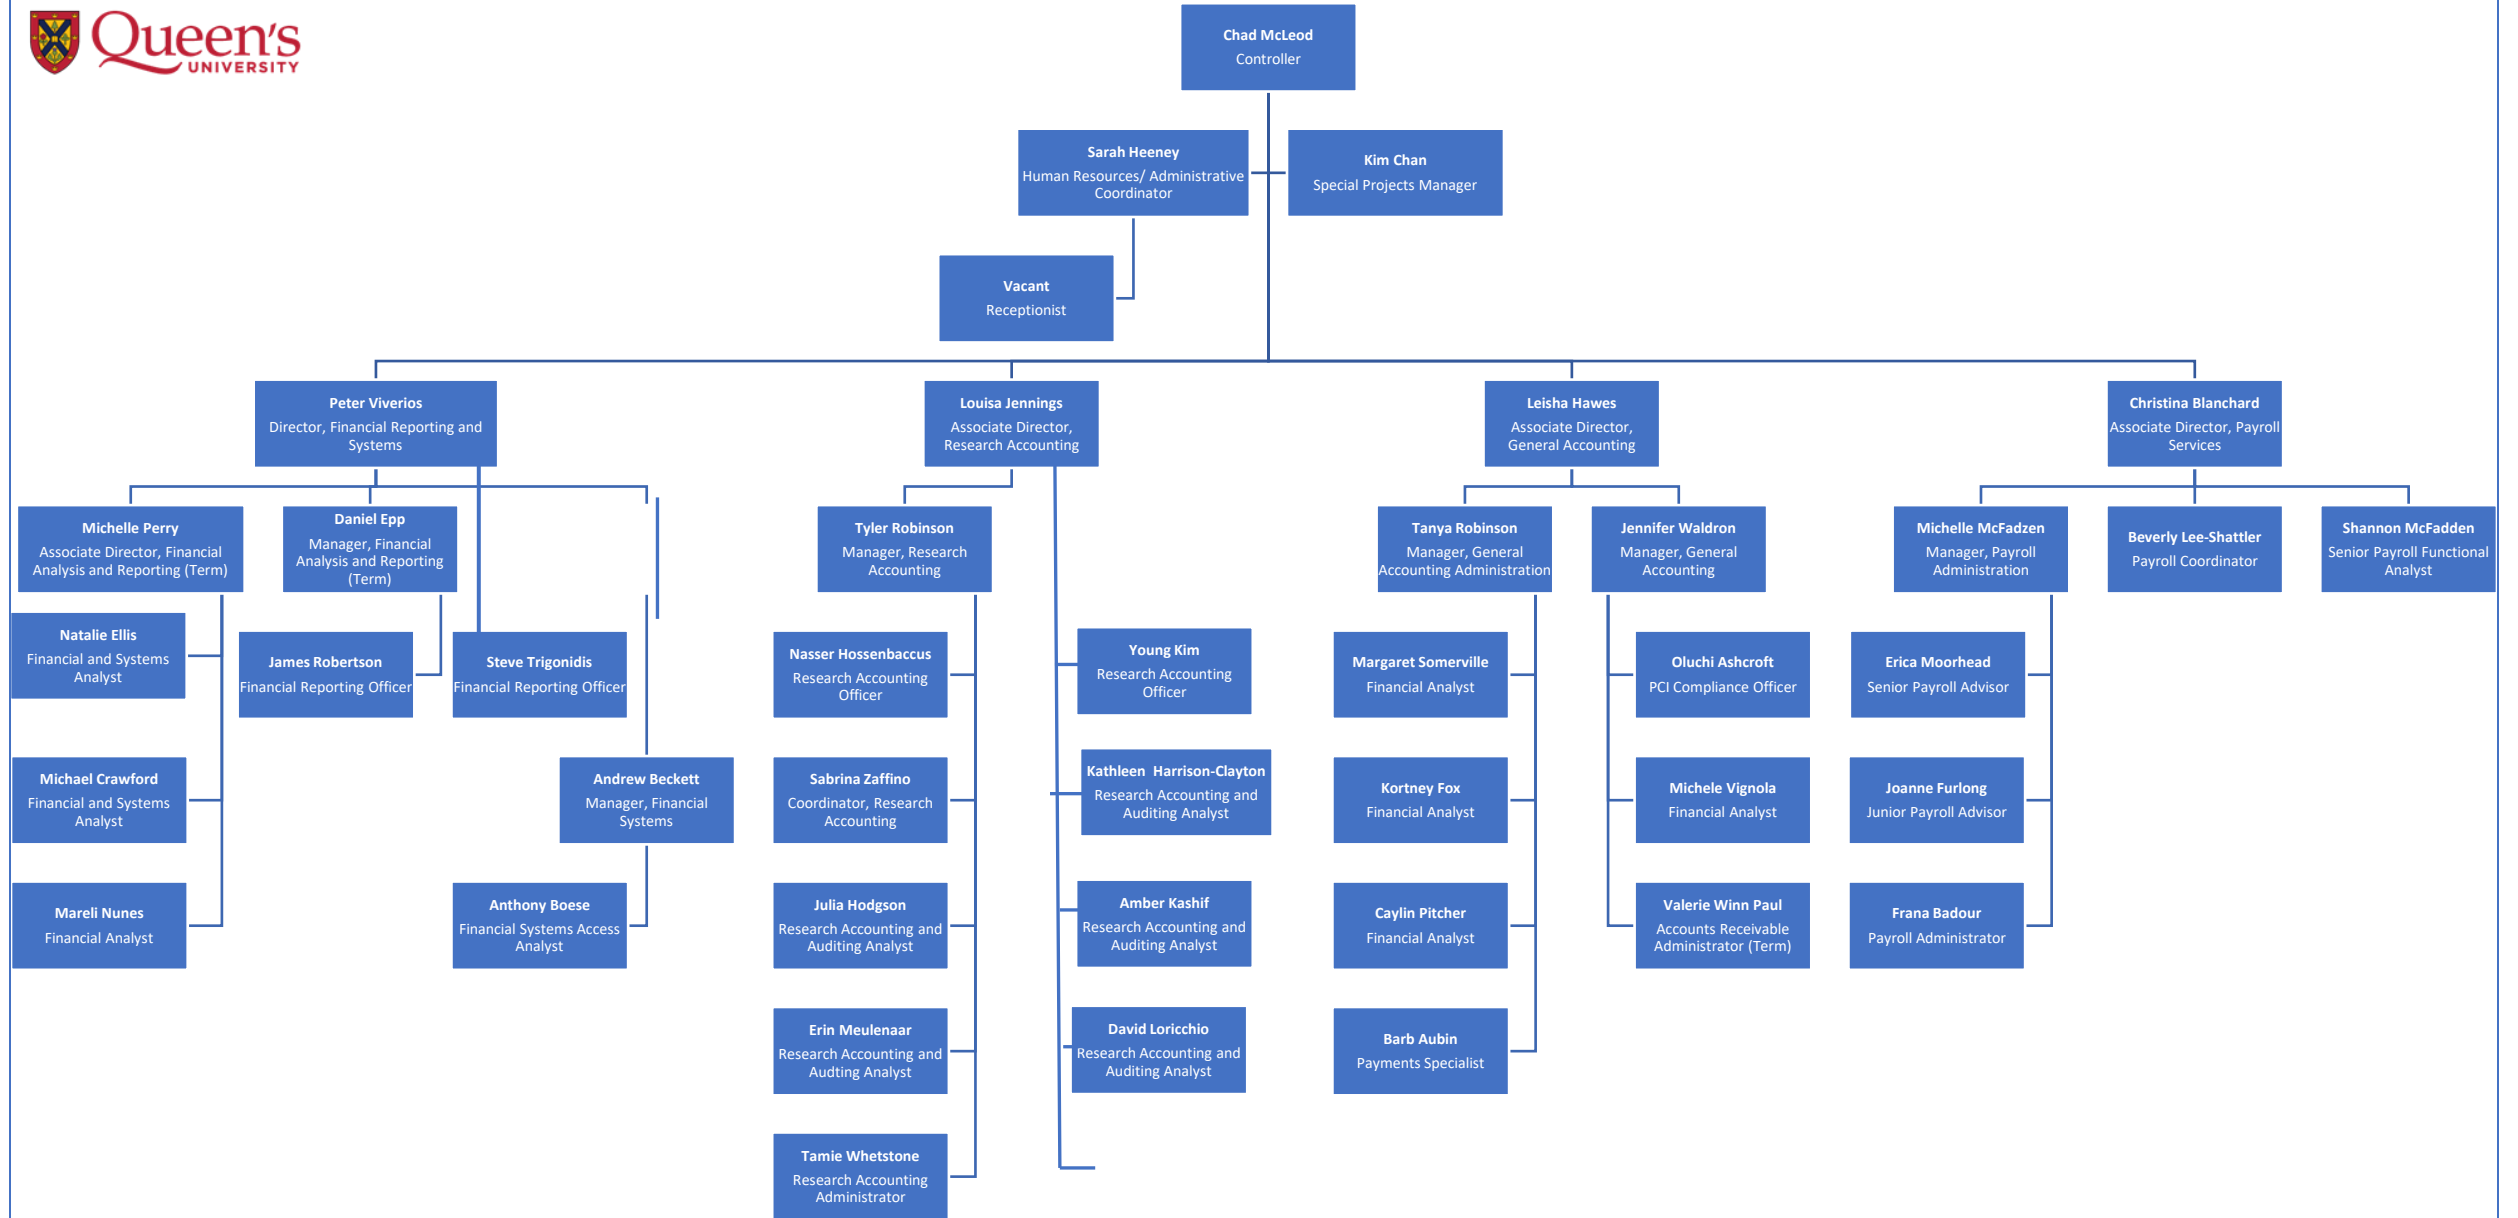 Queen's
UNIVERSITY
Chad McLeod
Controller
Sarah Heeney
Human Resources/ Administrative
Coordinator
Kim Chan
Special Projects Manager
Vacant
Receptionist
Peter Viverios
Director, Financial Reporting and
Systems
Louisa Jennings
Associate Director,
Research Accounting
Leisha Hawes
Associate Director,
General Accounting
Christina Blanchard
Associate Director, Payroll
Services
Michelle Perry
Associate Director, Financial
Analysis and Reporting (Term)
Daniel Epp
Manager, Financial
Analysis and Reporting
(Term)
Tyler Robinson
Manager, Research
Accounting
Tanya Robinson
Manager, General
Accounting Administration
Jennifer Waldron
Manager, General
Accounting
Michelle McFadzen
Manager, Payroll
Administration
Beverly Lee-Shattler
Payroll Coordinator
Shannon McFadden
Senior Payroll Functional
Analyst
Natalie Ellis
Financial and Systems
Analyst
James Robertson
Financial Reporting Officer
Steve Trigonidis
Financial Reporting Officer
Nasser Hossenbaccus
Research Accounting
Officer
Young Kim
Research Accounting
Officer
Margaret Somerville
Financial Analyst
Oluchi Ashcroft
PCI Compliance Officer
Erica Moorhead
Senior Payroll Advisor
Michael Crawford
Financial and Systems
Analyst
Andrew Beckett
Manager, Financial
Systems
Sabrina Zaffino
Coordinator, Research
Accounting
Kathleen  Harrison-Clayton
Research Accounting and
Auditing Analyst
Kortney Fox
Financial Analyst
Michele Vignola
Financial Analyst
Joanne Furlong
Junior Payroll Advisor
Mareli Nunes
Financial Analyst
Anthony Boese
Financial Systems Access
Analyst
Julia Hodgson
Research Accounting and
Auditing Analyst
Amber Kashif
Research Accounting and
Auditing Analyst
Caylin Pitcher
Financial Analyst
Valerie Winn Paul
Accounts Receivable
Administrator (Term)
Frana Badour
Payroll Administrator
Erin Meulenaar
Research Accounting and
Audting Analyst
David Loricchio
Research Accounting and
Auditing Analyst
Barb Aubin
Payments Specialist
Tamie Whetstone
Research Accounting
Administrator